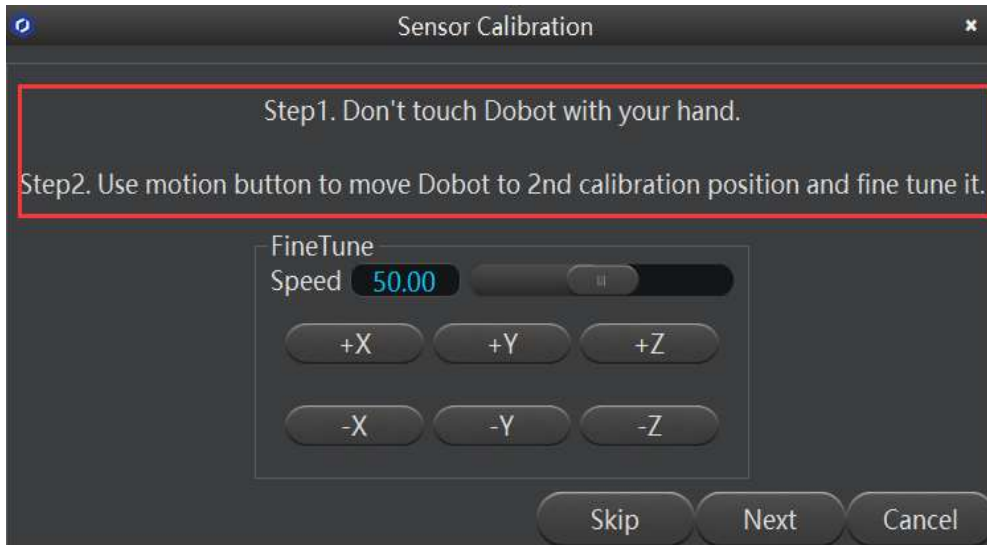 Sensor Calibration
Step1. Don't touch Dobot with your hand.
Step2. Use motion button to move Dobot to 2nd calibration position and fine tune it.
FineTune
Speed 50.00
+X +Y +Z
-X -Y -Z
Skip Next Cancel